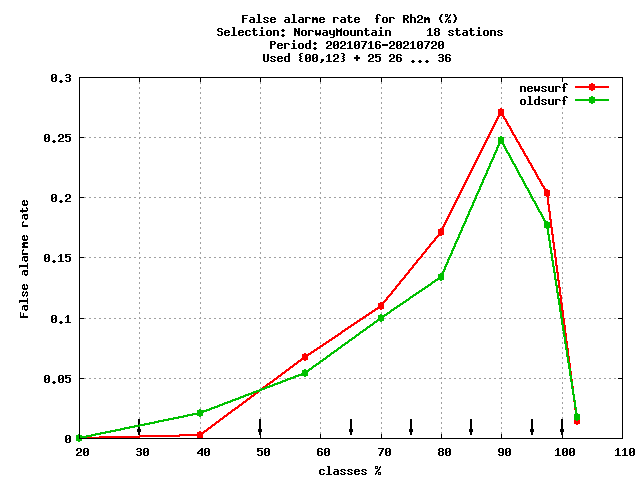 False alarme rate for Rh2m (%)
Selection: NorwayMountain 18 stations
Period: 20210716-20210720
Used {00,12} + 25 26 ... 36
newsurf
oldsurf
0.3
0.25
0.2
0.15
0.1
0.05
0
False alarme rate
20 30 40 50 60 70 80 90 100 110
classes %